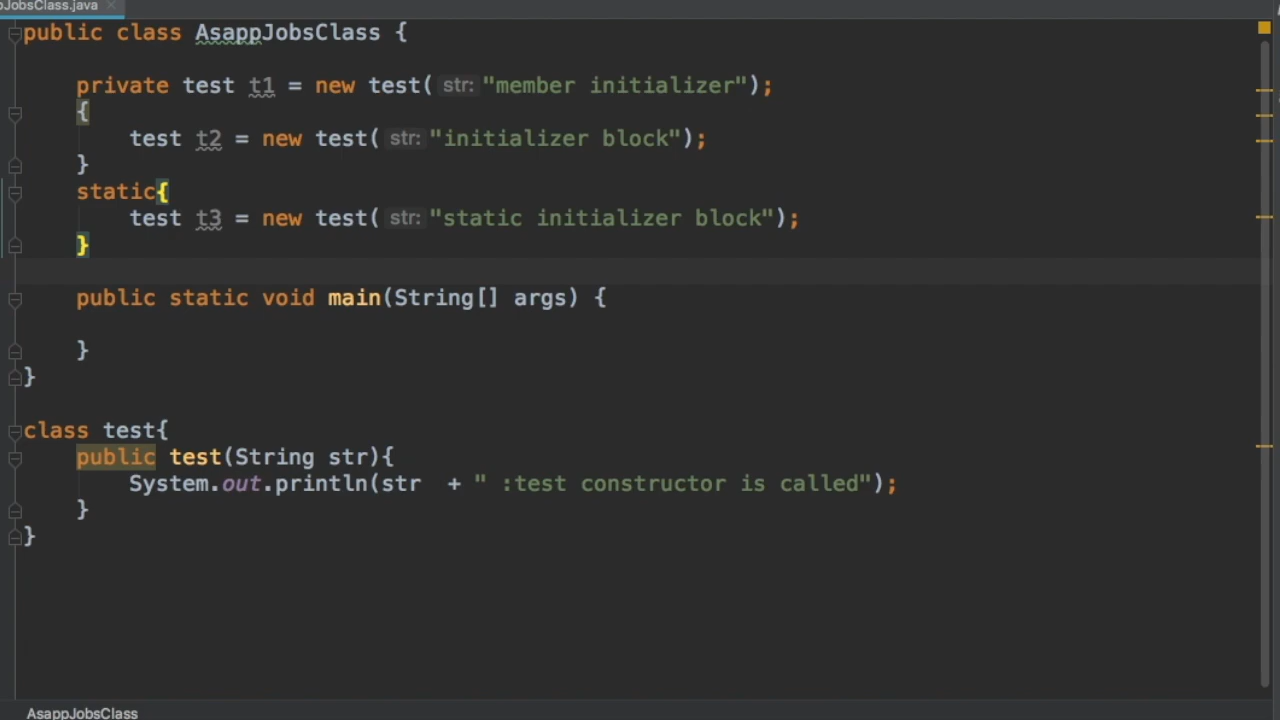 JobsClass.java
public class AsappJobsClass {
private test t1 = new test( str: "member initializer");
{
test t2 = new test( str: "initializer block");
}
static{
test t3 = new test( str: "static initializer block");
}
public static void main(String[] args) {
}
}
class test{
public test(String str){
System.out.println(str + " :test constructor is called");
}
}
AsappJobsClass